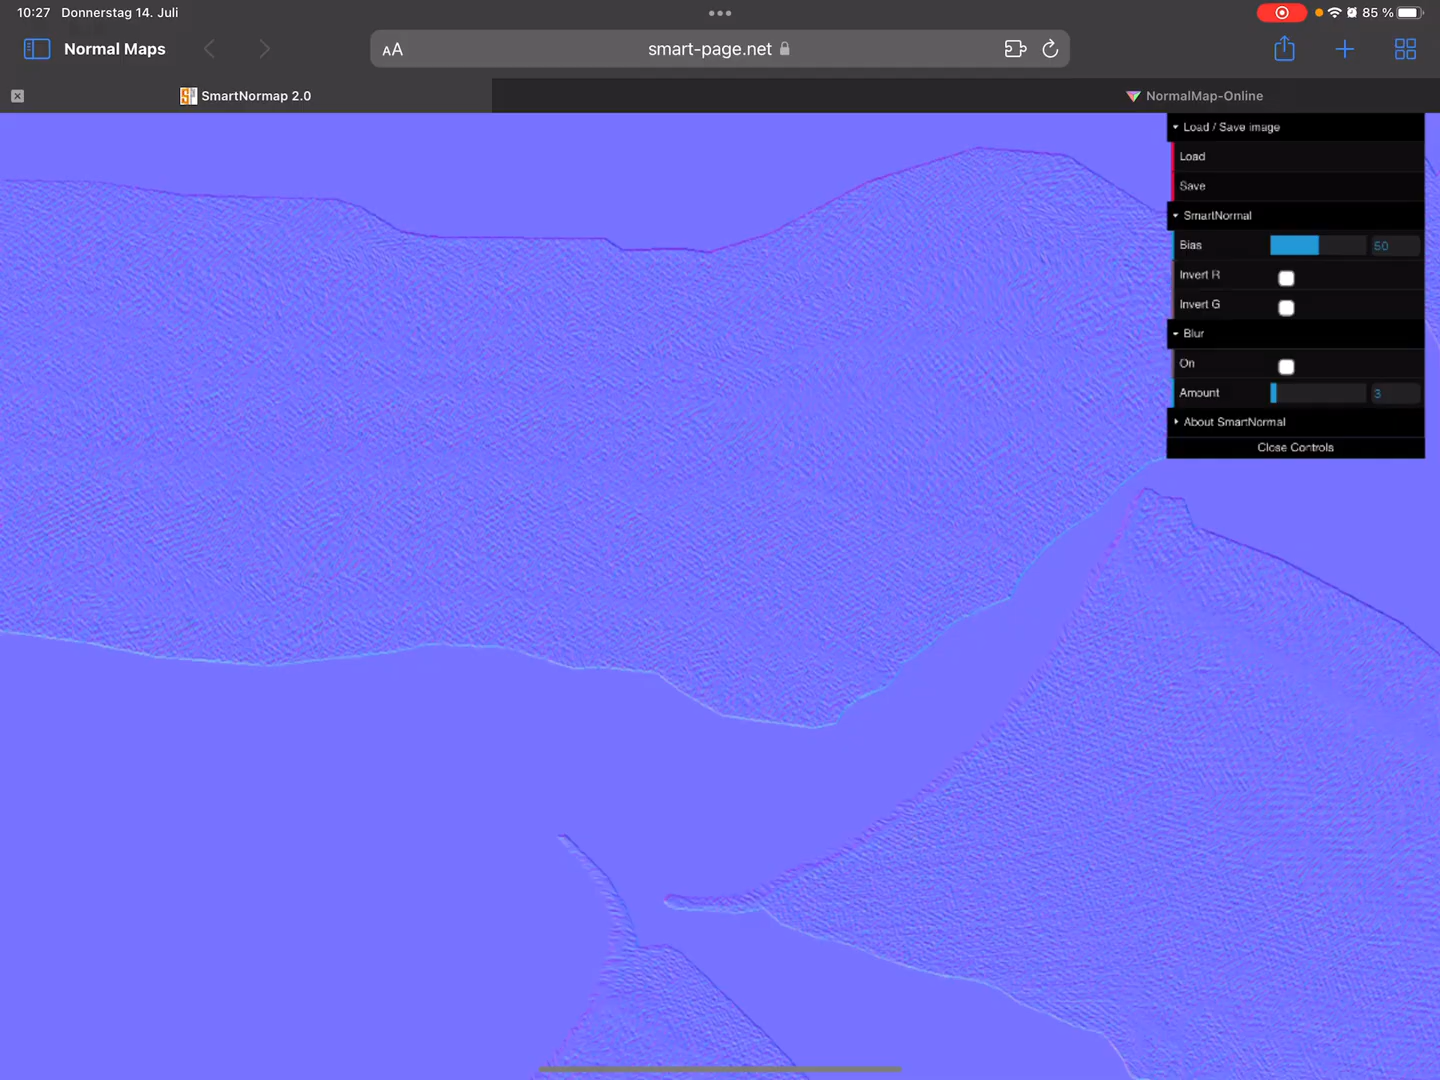 10:27 Donnerstag 14. Juli
85 %
Normal Maps
AA
smart-page.net
SmartNormap 2.0
NormalMap-Online
Load / Save image
Load
Save
SmartNormal
Bias 50
Invert R
Invert G
Blur
On
Amount 3
About SmartNormal
Close Controls